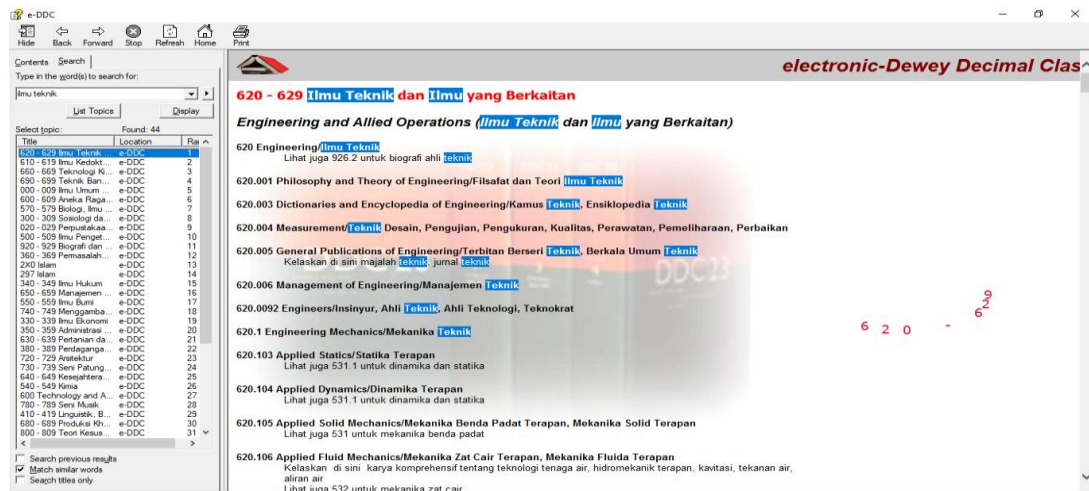 e-DDC
Hide Back Forward Stop Refresh Home Print
Contents Search
Type in the word(s) to search for:
ilmu teknik
List Topics Display
Select topic: Found: 44
Title Location Ra
620 - 629 Ilmu Teknik ... e-DDC 1
610 - 619 Ilmu Kedokt... e-DDC 2
660 - 669 Teknologi Ki... e-DDC 3
690 - 699 Teknik Ban... e-DDC 4
000 - 009 Ilmu Umum ... e-DDC 5
600 - 609 Aneka Raga... e-DDC 6
570 - 579 Biologi, Ilmu ... e-DDC 7
300 - 309 Sosiologi da... e-DDC 8
020 - 029 Perpustakaa... e-DDC 9
500 - 509 Ilmu Penget... e-DDC 10
920 - 929 Biografi dan ... e-DDC 11
360 - 369 Permasalah... e-DDC 12
2X0 Islam e-DDC 13
297 Islam e-DDC 14
340 - 349 Ilmu Hukum e-DDC 15
650 - 659 Manajemen ... e-DDC 16
550 - 559 Ilmu Bumi e-DDC 17
740 - 749 Menggamba... e-DDC 18
330 - 339 Ilmu Ekonomi e-DDC 19
350 - 359 Administrasi ... e-DDC 20
630 - 639 Pertanian da... e-DDC 21
380 - 389 Perdaganga... e-DDC 22
720 - 729 Arsitektur e-DDC 23
730 - 739 Seni Patung... e-DDC 24
640 - 649 Kesejahtera... e-DDC 25
540 - 549 Kimia e-DDC 26
600 Technology and A... e-DDC 27
780 - 789 Seni Musik e-DDC 28
410 - 419 Linguistik, B... e-DDC 29
680 - 689 Produksi Kh... e-DDC 30
800 - 809 Teori Kesus... e-DDC 31
Search previous results
Match similar words
Search titles only
electronic-Dewey Decimal Clas
620 - 629 Ilmu Teknik dan Ilmu yang Berkaitan
Engineering and Allied Operations (Ilmu Teknik dan Ilmu yang Berkaitan)
620 Engineering/Ilmu Teknik
Lihat juga 926.2 untuk biografi ahli teknik
620.001 Philosophy and Theory of Engineering/Filsafat dan Teori Ilmu Teknik
620.003 Dictionaries and Encyclopedia of Engineering/Kamus Teknik, Ensiklopedia Teknik
620.004 Measurement/Teknik Desain, Pengujian, Pengukuran, Kualitas, Perawatan, Pemeliharaan, Perbaikan
620.005 General Publications of Engineering/Terbitan Berseri Teknik, Berkala Umum Teknik
Kelaskan di sini majalah teknik, jurnal teknik
DDC23
620.006 Management of Engineering/Manajemen Teknik
620.0092 Engineers/Insinyur, Ahli Teknik, Ahli Teknologi, Teknokrat
620.1 Engineering Mechanics/Mekanika Teknik
6 2 0 - 6 2 9
620.103 Applied Statics/Statika Terapan
Lihat juga 531.1 untuk dinamika dan statika
620.104 Applied Dynamics/Dinamika Terapan
Lihat juga 531.1 untuk dinamika dan statika
620.105 Applied Solid Mechanics/Mekanika Benda Padat Terapan, Mekanika Solid Terapan
Lihat juga 531 untuk mekanika benda padat
620.106 Applied Fluid Mechanics/Mekanika Zat Cair Terapan, Mekanika Fluida Terapan
Kelaskan di sini karya komprehensif tentang teknologi tenaga air, hidromekanik terapan, kavitasi, tekanan air,
aliran air
Lihat juga 532 untuk mekanika zat cair